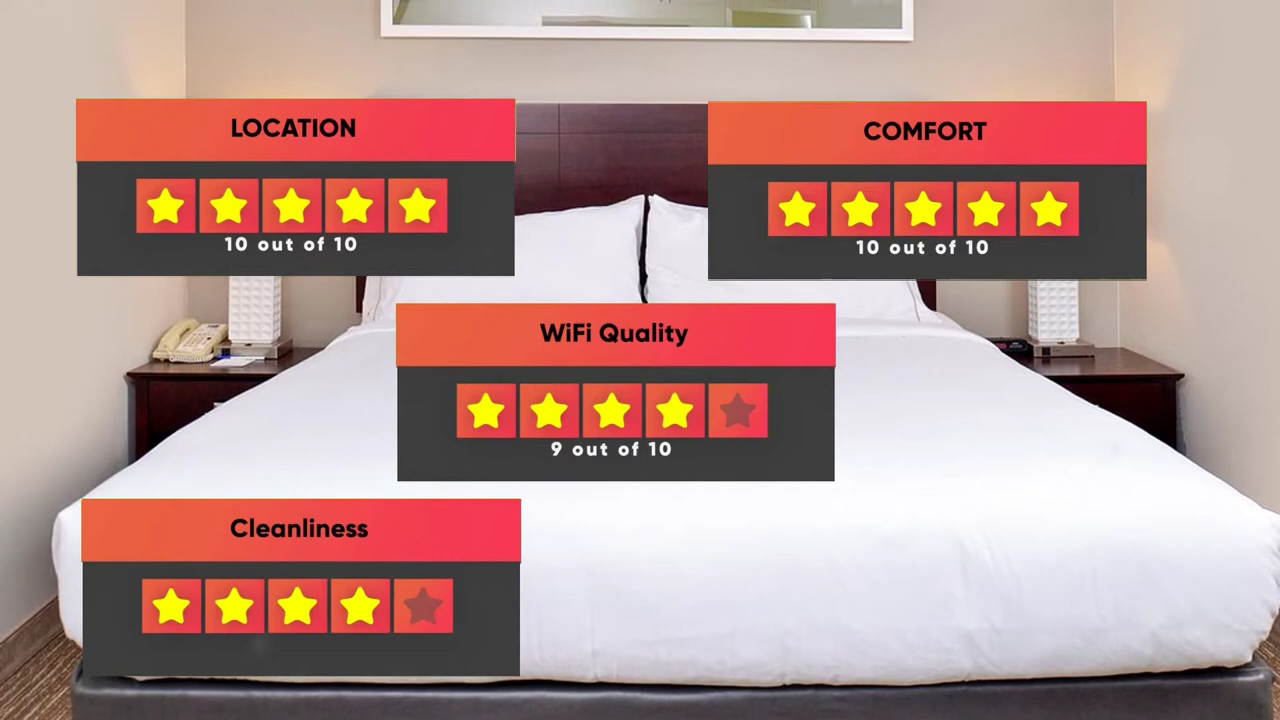 LOCATION
10 out of 10
COMFORT
10 out of 10
WiFi Quality
9 out of 10
Cleanliness